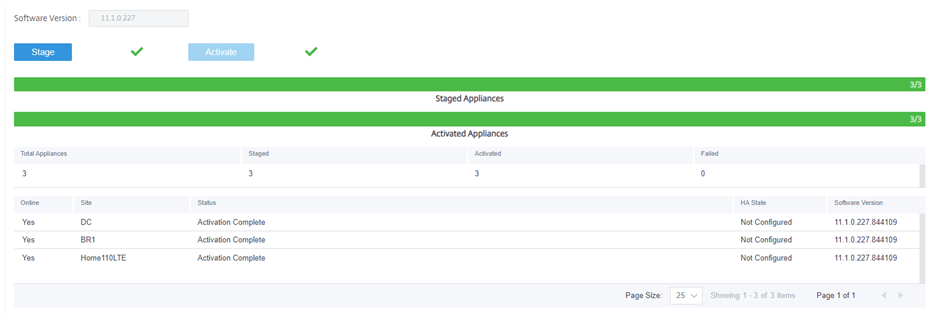 Software Version : 11.1.0.227
Stage Activate
3/3
Staged Appliances
3/3
Activated Appliances
Total Appliances Staged Activated Failed
3 3 3 0
Online Site Status HA State Software Version
Yes DC Activation Complete Not Configured 11.1.0.227.844109
Yes BR1 Activation Complete Not Configured 11.1.0.227.844109
Yes Home110LTE Activation Complete Not Configured 11.1.0.227.844109
Page Size: 25 Showing 1 - 3 of 3 items Page 1 of 1